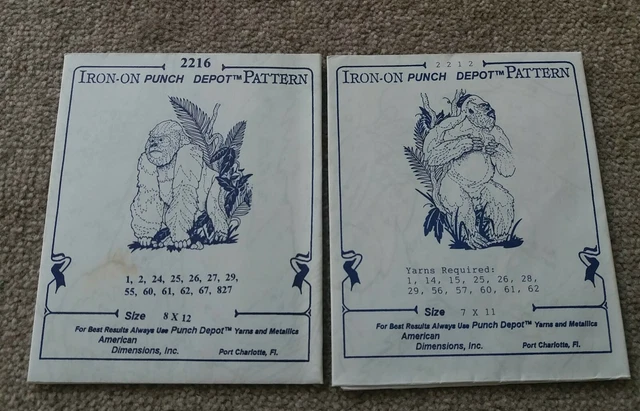 2216
IRON-ON PUNCH DEPOT™ PATTERN
1, 2, 24, 25, 26, 27, 29,
55, 60, 61, 62, 67, 827
Size 8 X 12
For Best Results Always Use Punch Depot™ Yarns and Metallics
American
Dimensions, Inc. Port Charlotte, Fl.
2212
IRON-ON PUNCH DEPOT™ PATTERN
Yarns Required:
1, 14, 15, 25, 26, 28,
29, 56, 57, 60, 61, 62
Size 7 X 11
For Best Results Always Use Punch Depot™ Yarns and Metallics
American
Dimensions, Inc. Port Charlotte, Fl.